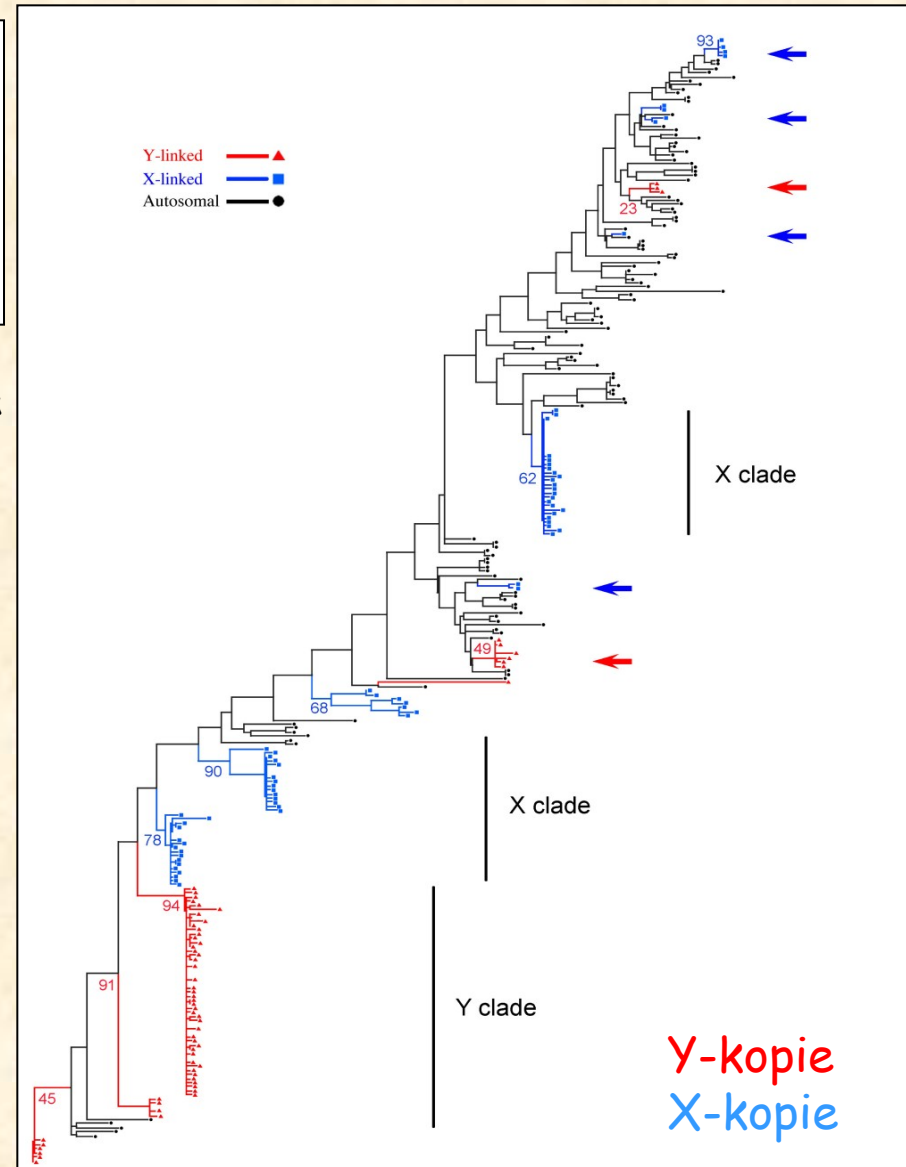 93
Y-linked
X-linked
Autosomal
23
62
X clade
49
68
90
X clade
78
94
91
Y clade
Y-kopie
X-kopie
45